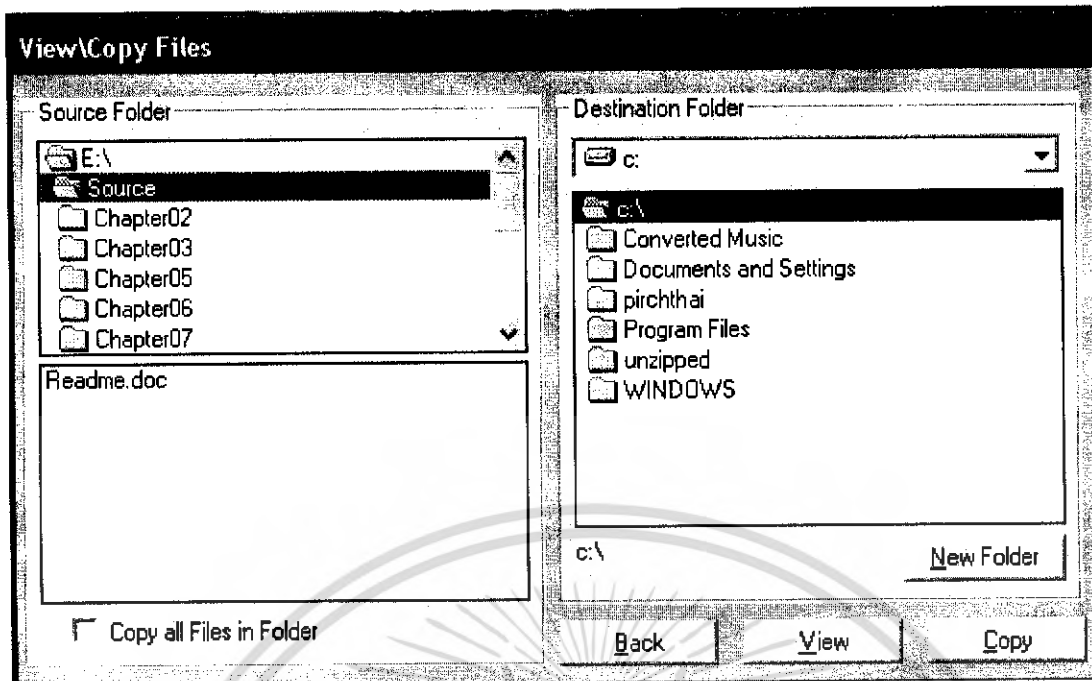 View\Copy Files
Source Folder
E:\
Source
Chapter02
Chapter03
Chapter05
Chapter06
Chapter07
Readme.doc
Copy all Files in Folder
Destination Folder
c:
c:\
Converted Music
Documents and Settings
pirchthai
Program Files
unzipped
WINDOWS
c:\
New Folder
Back
View
Copy